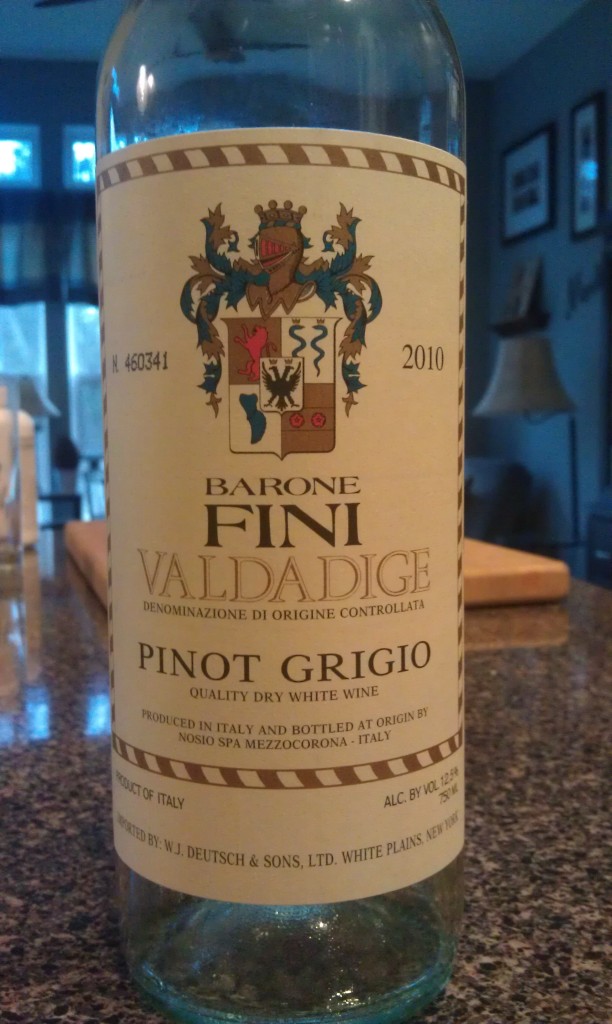 N. 460341
2010
BARONE
FINI
VALDADIGE
DENOMINAZIONE DI ORIGINE CONTROLLATA
PINOT GRIGIO
QUALITY DRY WHITE WINE
PRODUCED IN ITALY AND BOTTLED AT ORIGIN BY
NOSIO SPA MEZZOCORONA - ITALY
PRODUCT OF ITALY
ALC. BY VOL 12.5%
750 ML
IMPORTED BY: W.J. DEUTSCH & SONS, LTD. WHITE PLAINS, NEW YORK